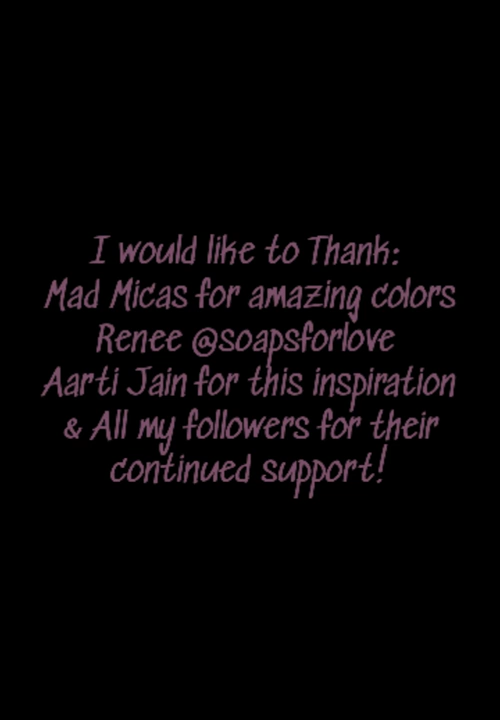 I would like to Thank:
Mad Micas for amazing colors
Renee @soapsforlove
Aarti Jain for this inspiration
& All my followers for their
continued support!